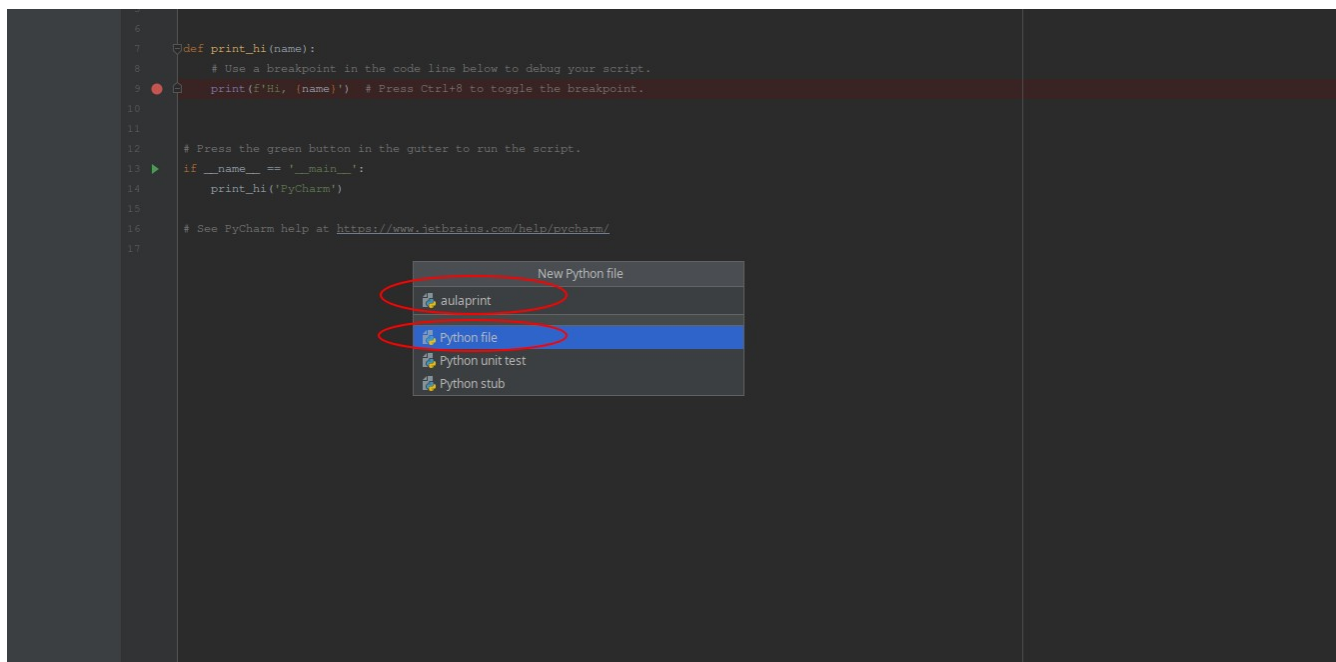 6
7 def print_hi(name):
8 # Use a breakpoint in the code line below to debug your script.
9 print(f'Hi, {name}') # Press Ctrl+8 to toggle the breakpoint.
10
11
12 # Press the green button in the gutter to run the script.
13 if __name__ == '__main__':
14 print_hi('PyCharm')
15
16 # See PyCharm help at https://www.jetbrains.com/help/pycharm/
17
New Python file
aulaprint
Python file
Python unit test
Python stub